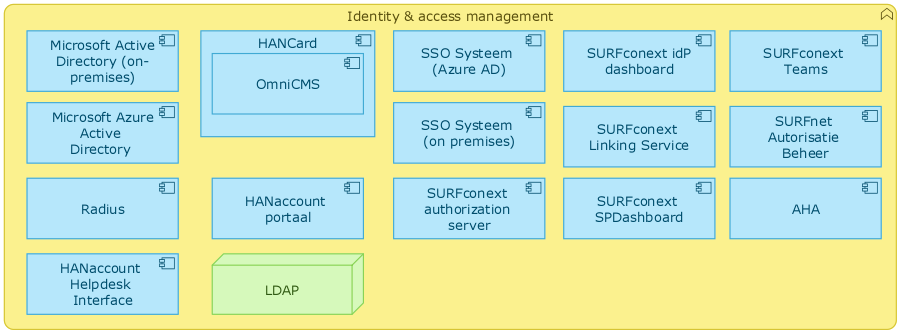 Identity & access management
Microsoft Active
Directory (on-
premises)
HANCard
OmniCMS
SSO Systeem
(Azure AD)
SURFconext idP
dashboard
SURFconext
Teams
Microsoft Azure
Active
Directory
SSO Systeem
(on premises)
SURFconext
Linking Service
SURFnet
Autorisatie
Beheer
Radius
HANaccount
portaal
SURFconext
authorization
server
SURFconext
SPDashboard
AHA
HANaccount
Helpdesk
Interface
LDAP